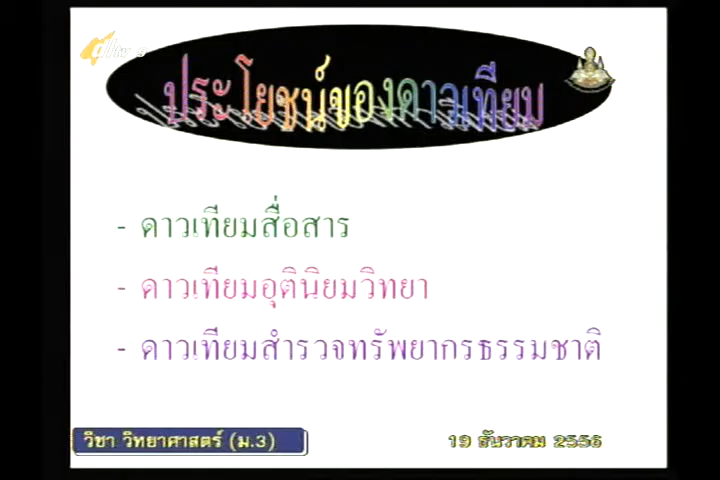 ประโยชน์ของดาวเทียม
- ดาวเทียมสื่อสาร
- ดาวเทียมอุตินิยมวิทยา
- ดาวเทียมสำรวจทรัพยากรธรรมชาติ
วิชา วิทยาศาสตร์ (ม.3)
19 ธันวาคม 2556